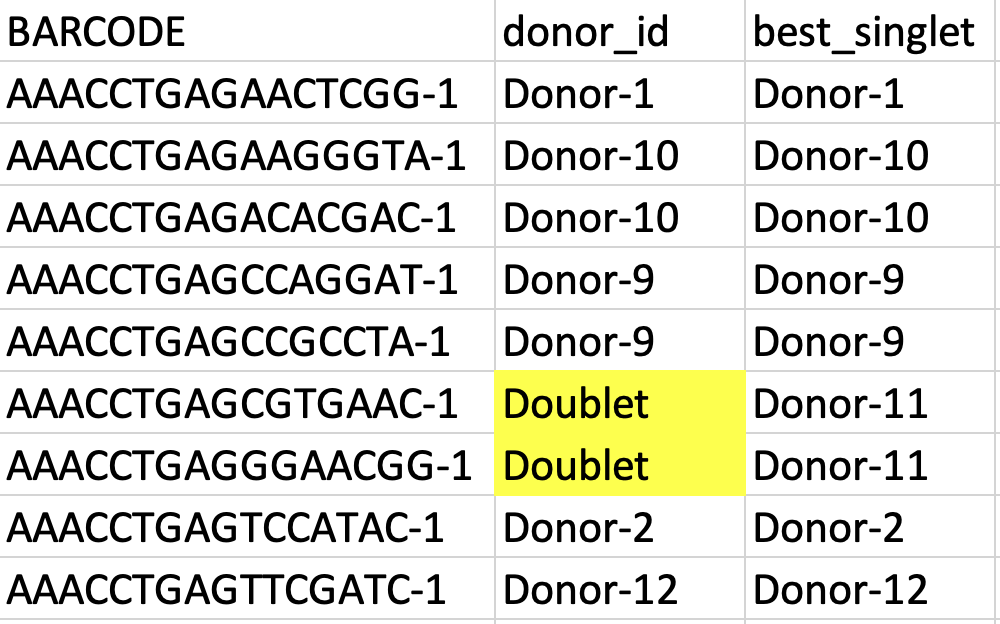 BARCODE donor_id best_singlet
AAACCTGAGAACTCGG-1 Donor-1 Donor-1
AAACCTGAGAAGGGTA-1 Donor-10 Donor-10
AAACCTGAGACACGAC-1 Donor-10 Donor-10
AAACCTGAGCCAGGAT-1 Donor-9 Donor-9
AAACCTGAGCCGCCTA-1 Donor-9 Donor-9
AAACCTGAGCGTGAAC-1 Doublet Donor-11
AAACCTGAGGGAACGG-1 Doublet Donor-11
AAACCTGAGTCCATAC-1 Donor-2 Donor-2
AAACCTGAGTTCGATC-1 Donor-12 Donor-12